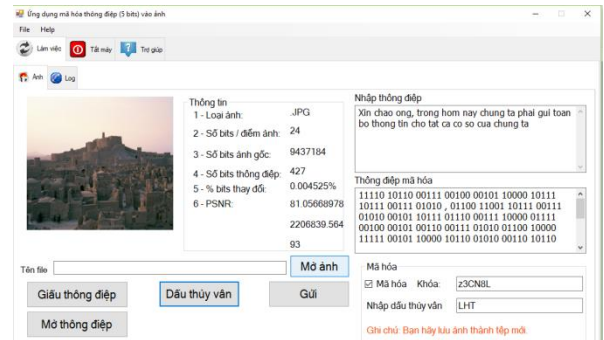 Ứng dụng mã hóa thông điệp (5 bits) vào ảnh
File Help
Làm việc Tắt máy Trợ giúp
Ảnh Log
Thông tin
1 - Loại ảnh: .JPG
2 - Số bits / điểm ảnh: 24
3 - Số bits ảnh gốc: 9437184
4 - Số bits thông điệp: 427
5 - % bits thay đổi: 0.004525%
6 - PSNR: 81.05668978
2206839.564
93
Nhập thông điệp
Xin chao ong, trong hom nay chung ta phai gui toan
bo thong tin cho tat ca co so cua chung ta
Thông điệp mã hóa
11110 10110 00111 00100 00101 10000 10111
10111 00111 01010 , 01100 11001 10111 00111
01010 00101 10111 01110 00111 10000 01111
00100 00101 00110 00111 01010 01100 10000
11111 00101 10000 10110 01010 00110 10110
Tên file
Mở ảnh
Giấu thông điệp Dấu thủy vân Gửi
Mở thông điệp
Mã hóa
Mã hóa Khóa: z3CN8L
Nhập dấu thủy vân LHT
Ghi chú: Bạn hãy lưu ảnh thành tệp mới